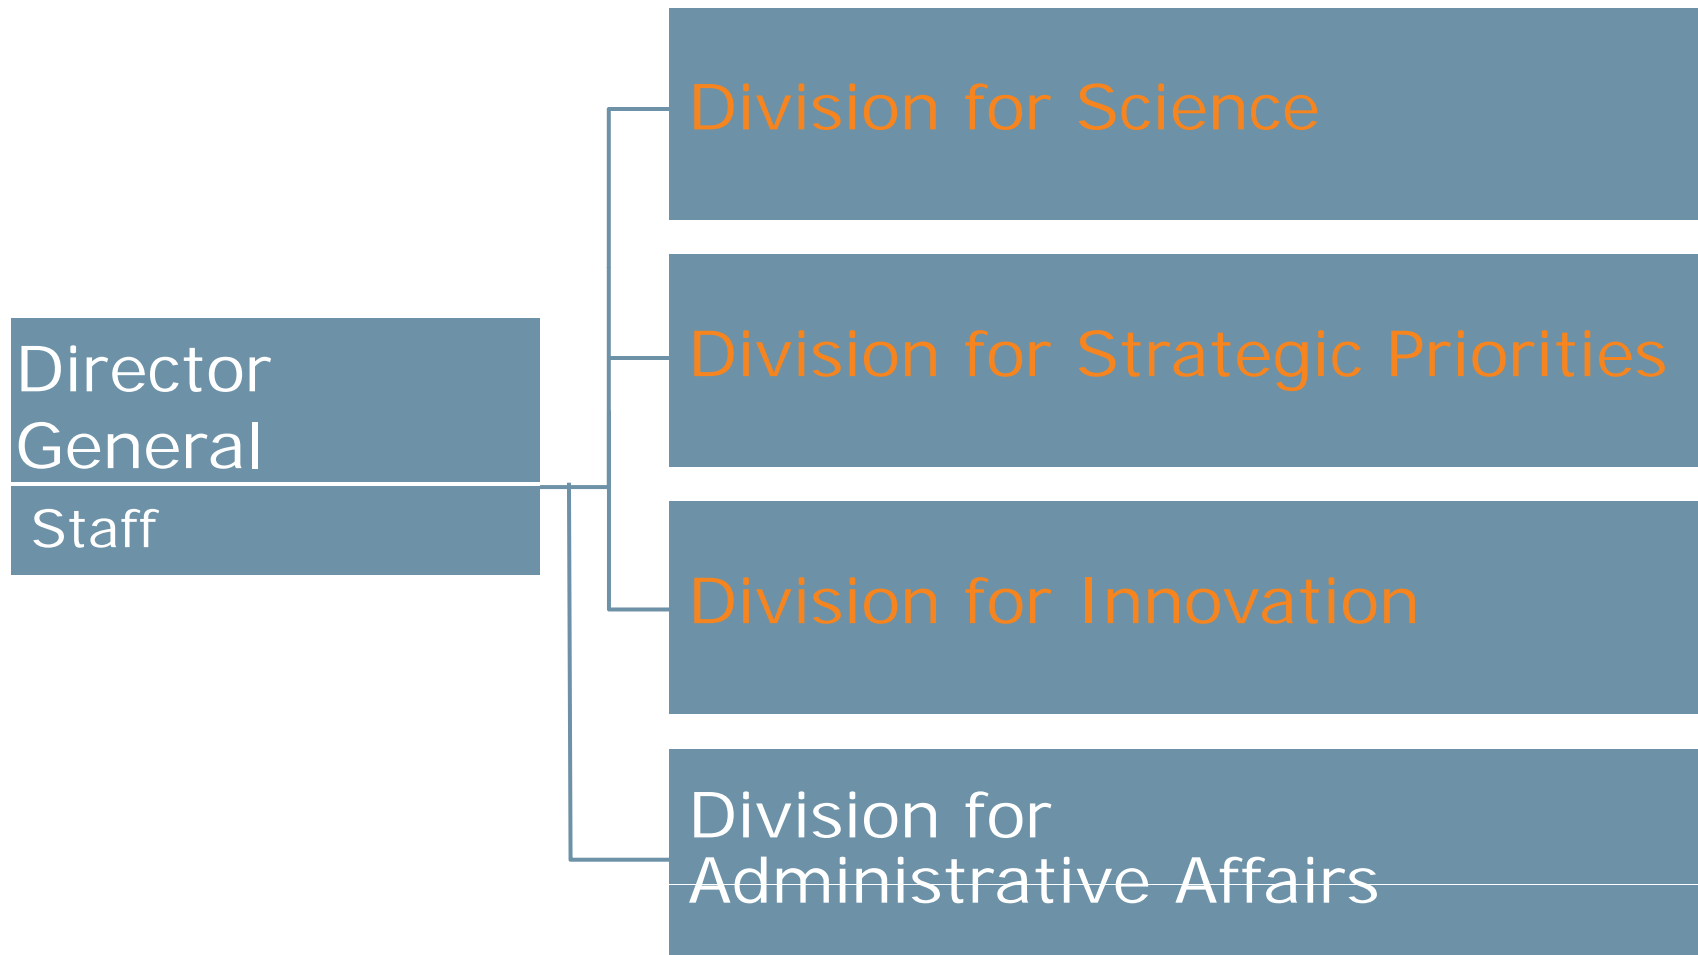 Division for Science
Division for Strategic Priorities
Director
General
Staff
Division for Innovation
Division for
Administrative Affairs